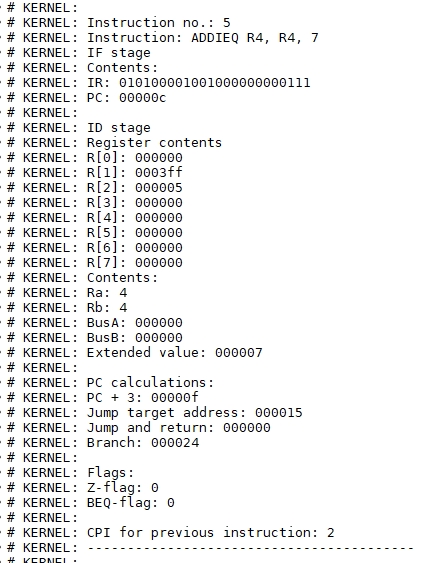 # KERNEL:
# KERNEL: Instruction no.: 5
# KERNEL: Instruction: ADDIEQ R4, R4, 7
# KERNEL: IF stage
# KERNEL: Contents:
# KERNEL: IR: 010100001001000000000111
# KERNEL: PC: 00000c
# KERNEL:
# KERNEL: ID stage
# KERNEL: Register contents
# KERNEL: R[0]: 000000
# KERNEL: R[1]: 0003ff
# KERNEL: R[2]: 000005
# KERNEL: R[3]: 000000
# KERNEL: R[4]: 000000
# KERNEL: R[5]: 000000
# KERNEL: R[6]: 000000
# KERNEL: R[7]: 000000
# KERNEL: Contents:
# KERNEL: Ra: 4
# KERNEL: Rb: 4
# KERNEL: BusA: 000000
# KERNEL: BusB: 000000
# KERNEL: Extended value: 000007
# KERNEL:
# KERNEL: PC calculations:
# KERNEL: PC + 3: 00000f
# KERNEL: Jump target address: 000015
# KERNEL: Jump and return: 000000
# KERNEL: Branch: 000024
# KERNEL:
# KERNEL: Flags:
# KERNEL: Z-flag: 0
# KERNEL: BEQ-flag: 0
# KERNEL:
# KERNEL: CPI for previous instruction: 2
# KERNEL: -----------------------------------------
# KERNEL: